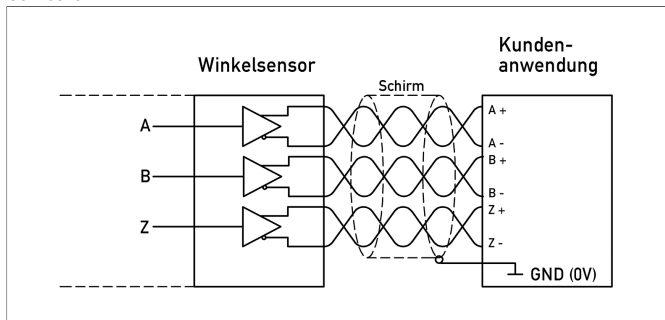 Kunden-
anwendung
Winkelsensor
Schirm
A
B
Z
A +
A -
B +
B -
Z +
Z -
GND (0V)